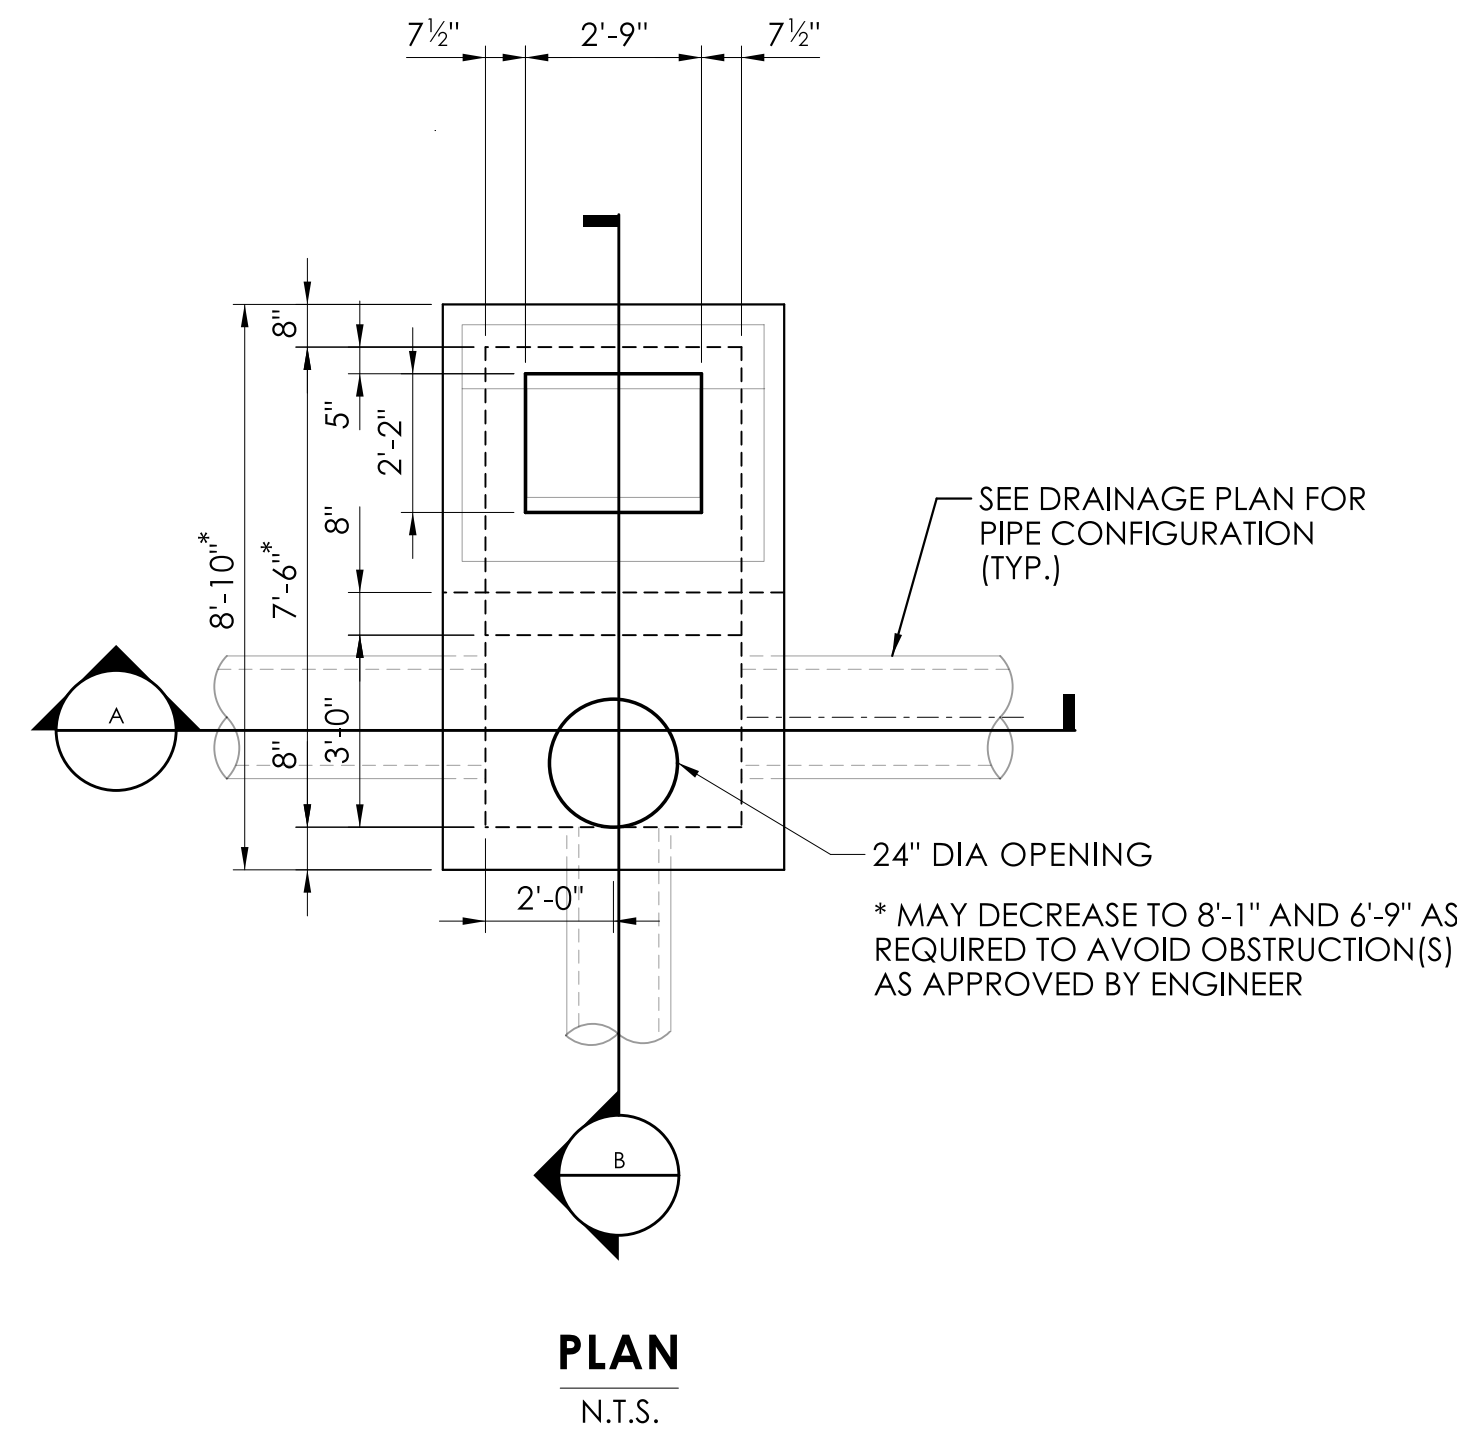 7½"
2'-9"
7½"
8"
5"
2'-2"
8"
8'-10"*
7'-6"*
SEE DRAINAGE PLAN FOR
PIPE CONFIGURATION
(TYP.)
A
8"
3'-0"
24" DIA OPENING
2'-0"
* MAY DECREASE TO 8'-1" AND 6'-9" AS
REQUIRED TO AVOID OBSTRUCTION(S)
AS APPROVED BY ENGINEER
B
PLAN
N.T.S.